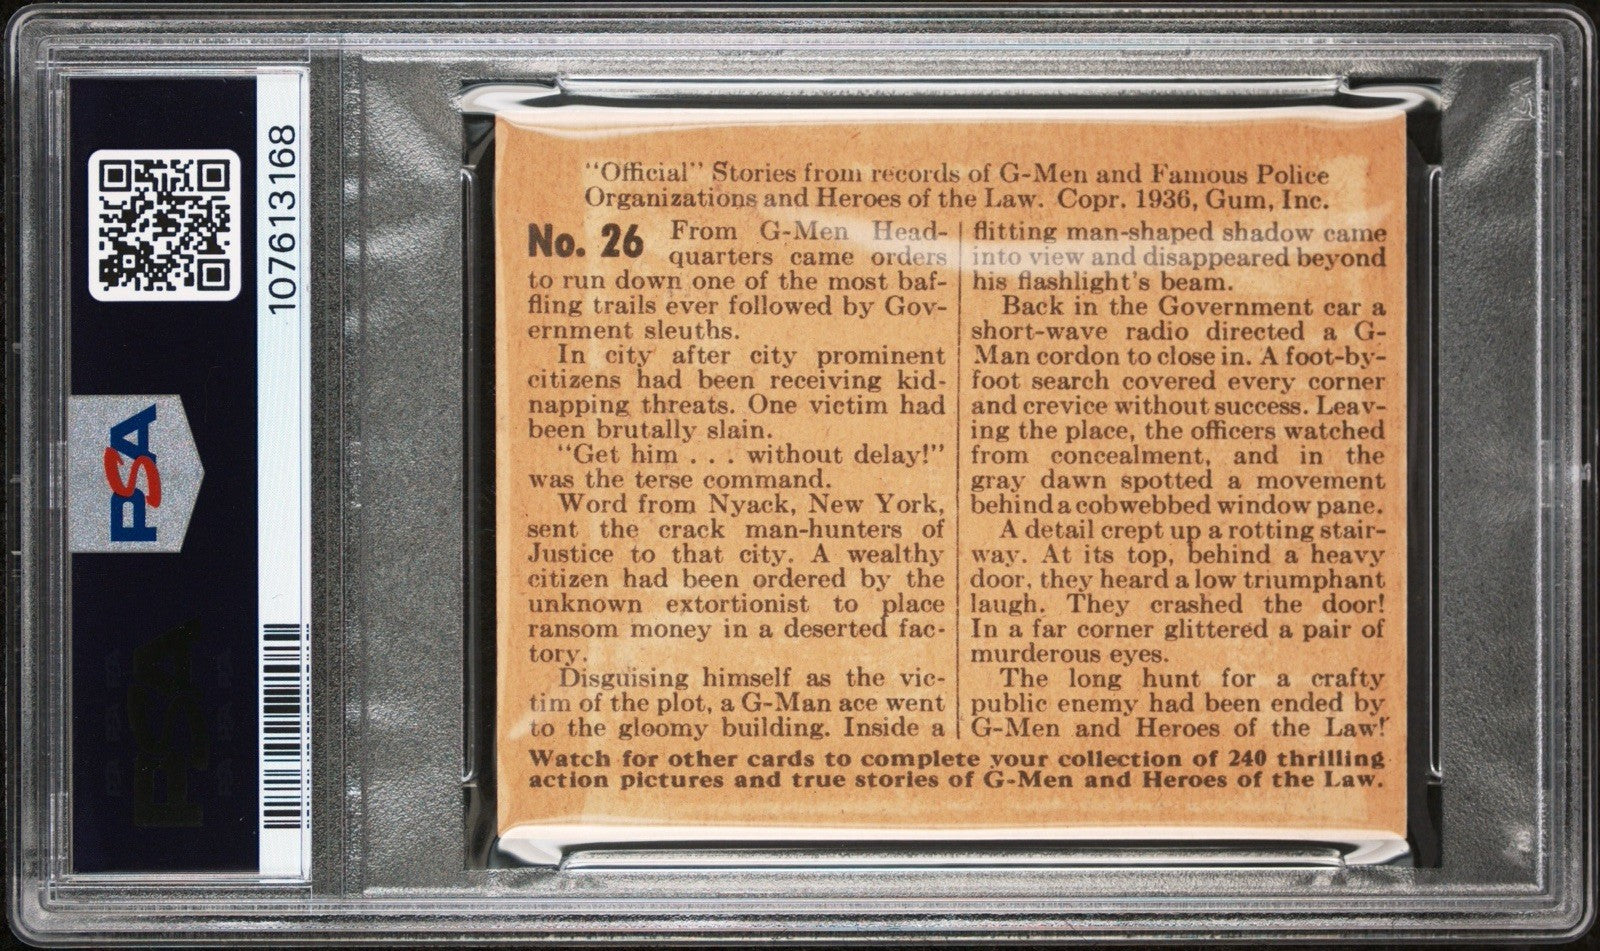 107613168
PSA
"Official" Stories from records of G-Men and Famous Police
Organizations and Heroes of the Law. Copr. 1936, Gum, Inc.
No. 26 From G-Men Head-
quarters came orders
to run down one of the most baf-
fling trails ever followed by Gov-
ernment sleuths.
In city after city prominent
citizens had been receiving kid-
napping threats. One victim had
been brutally slain.
"Get him . . . without delay!"
was the terse command.
Word from Nyack, New York,
sent the crack man-hunters of
Justice to that city. A wealthy
citizen had been ordered by the
unknown extortionist to place
ransom money in a deserted fac-
tory.
Disguising himself as the vic-
tim of the plot, a G-Man ace went
to the gloomy building. Inside a
flitting man-shaped shadow came
into view and disappeared beyond
his flashlight's beam.
Back in the Government car a
short-wave radio directed a G-
Man cordon to close in. A foot-by-
foot search covered every corner
and crevice without success. Leav-
ing the place, the officers watched
from concealment, and in the
gray dawn spotted a movement
behind a cobwebbed window pane.
A detail crept up a rotting stair-
way. At its top, behind a heavy
door, they heard a low triumphant
laugh. They crashed the door!
In a far corner glittered a pair of
murderous eyes.
The long hunt for a crafty
public enemy had been ended by
G-Men and Heroes of the Law!
Watch for other cards to complete your collection of 240 thrilling
action pictures and true stories of G-Men and Heroes of the Law.